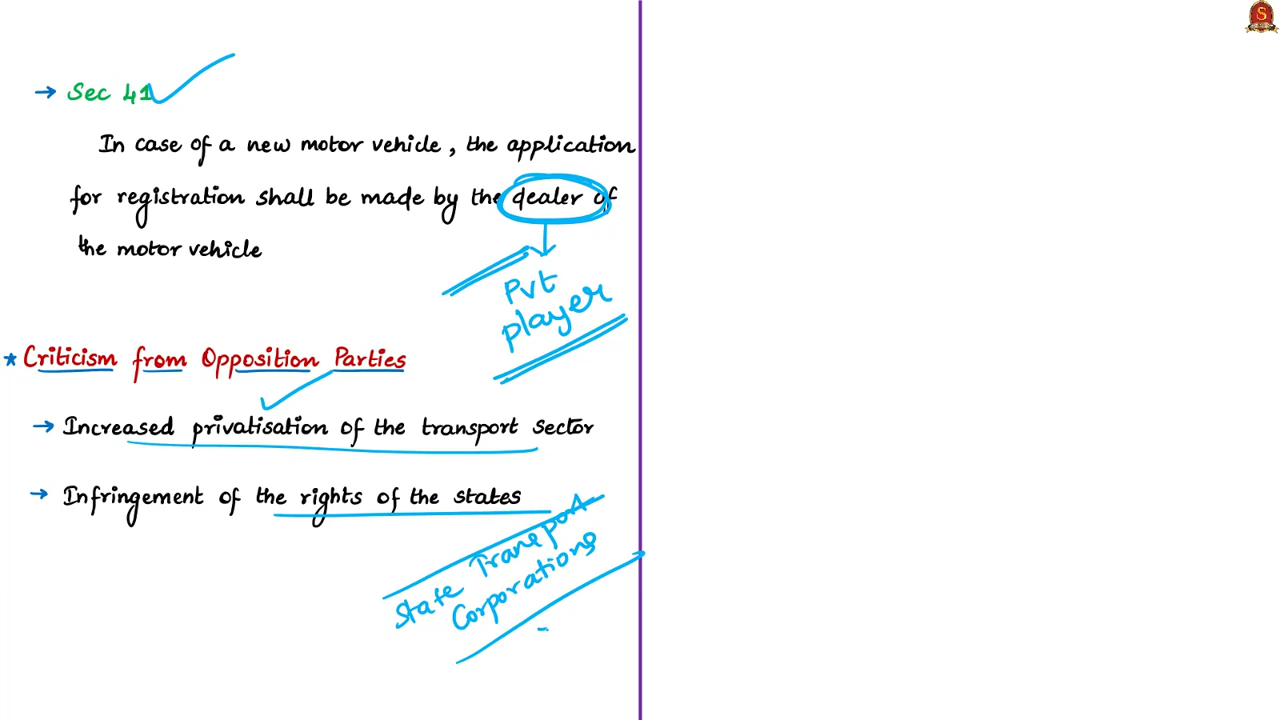 → Sec 41
In case of a new motor vehicle, the application
for registration shall be made by the dealer of
the motor vehicle
Pvt
player
* Criticism from Opposition Parties
→ Increased privatisation of the transport sector
→ Infringement of the rights of the states
State Transport
Corporations
S